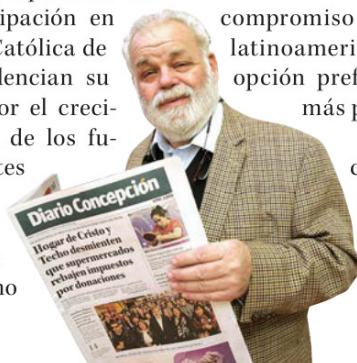 ipación en
Católica de
lencian su
or el creci-
de los fu-
tes
no
compromiso
latinoameri
opción pref
más p
Diario Concepción
Hogar de Cristo y
Techo desmienten
que supermercados
rebajen impuestos
por donaciones